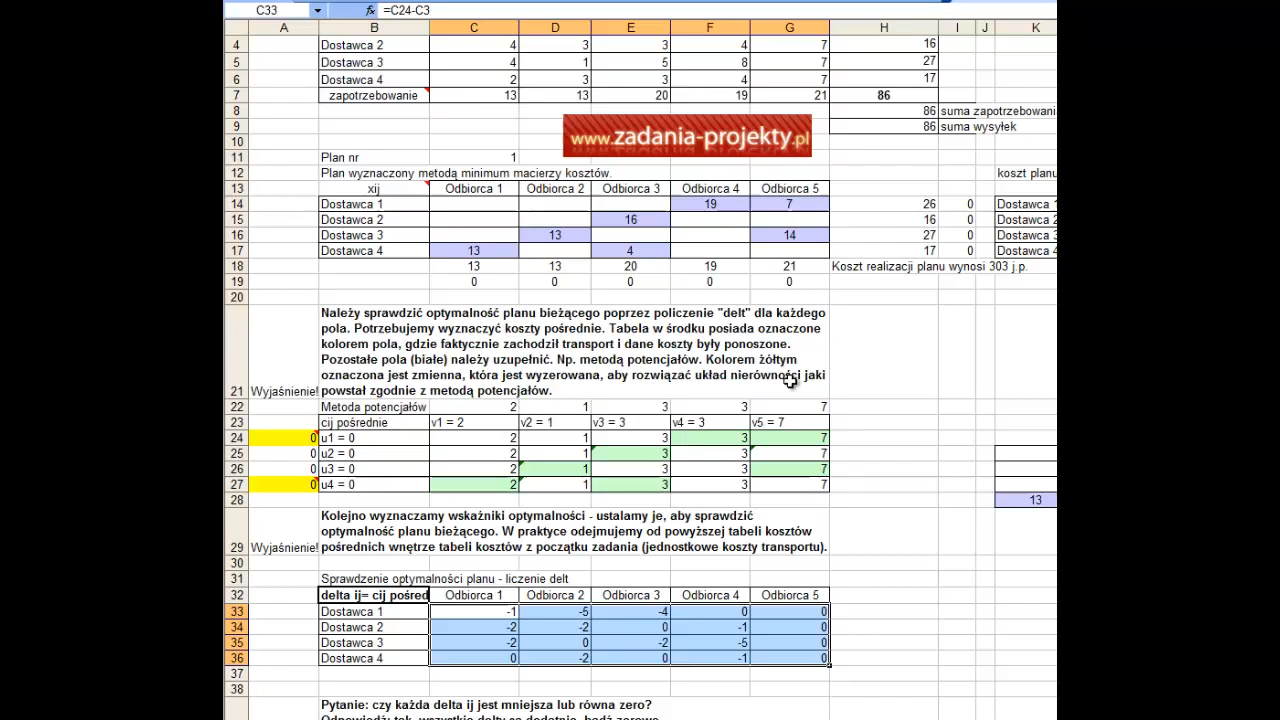 C33 fx =C24-C3
A B C D E F G H I J K
4 Dostawca 2 4 3 3 4 7 16
5 Dostawca 3 4 1 5 8 7 27
6 Dostawca 4 2 3 3 4 7 17
7 zapotrzebowanie 13 13 20 19 21 86
8 86 suma zapotrzebowani
9 86 suma wysyłek
10
www.zadania-projekty.pl
11 Plan nr 1
12 Plan wyznaczony metodą minimum macierzy kosztów. koszt planu
13 xij Odbiorca 1 Odbiorca 2 Odbiorca 3 Odbiorca 4 Odbiorca 5
14 Dostawca 1 19 7 26 0 Dostawca 1
15 Dostawca 2 16 16 0 Dostawca 2
16 Dostawca 3 13 14 27 0 Dostawca 3
17 Dostawca 4 13 4 17 0 Dostawca 4
18 13 13 20 19 21 Koszt realizacji planu wynosi 303 j.p.
19 0 0 0 0 0
20
Należy sprawdzić optymalność planu bieżącego poprzez policzenie "delt" dla każdego
pola. Potrzebujemy wyznaczyć koszty pośrednie. Tabela w środku posiada oznaczone
kolorem pola, gdzie faktycznie zachodził transport i dane koszty były ponoszone.
Pozostałe pola (białe) należy uzupełnić. Np. metodą potencjałów. Kolorem żółtym
oznaczona jest zmienna, która jest wyzerowana, aby rozwiązać układ nierówności jaki
21 Wyjaśnienie! powstał zgodnie z metodą potencjałów.
22 Metoda potencjałów 2 1 3 3 7
23 cij pośrednie v1 = 2 v2 = 1 v3 = 3 v4 = 3 v5 = 7
24 0 u1 = 0 2 1 3 3 7
25 0 u2 = 0 2 1 3 3 7
26 0 u3 = 0 2 1 3 3 7
27 0 u4 = 0 2 1 3 3 7
28 13
Kolejno wyznaczamy wskaźniki optymalności - ustalamy je, aby sprawdzić
optymalność planu bieżącego. W praktyce odejmujemy od powyższej tabeli kosztów
29 Wyjaśnienie! pośrednich wnętrze tabeli kosztów z początku zadania (jednostkowe koszty transportu).
30
31 Sprawdzenie optymalności planu - liczenie delt
32 delta ij= cij pośred Odbiorca 1 Odbiorca 2 Odbiorca 3 Odbiorca 4 Odbiorca 5
33 Dostawca 1 -1 -5 -4 0 0
34 Dostawca 2 -2 -2 0 -1 0
35 Dostawca 3 -2 0 -2 -5 0
36 Dostawca 4 0 -2 0 -1 0
37
38
Pytanie: czy każda delta ij jest mniejsza lub równa zero?
Odpowiedź: tak, wszystkie delty są dodatnie, bądź zerowe